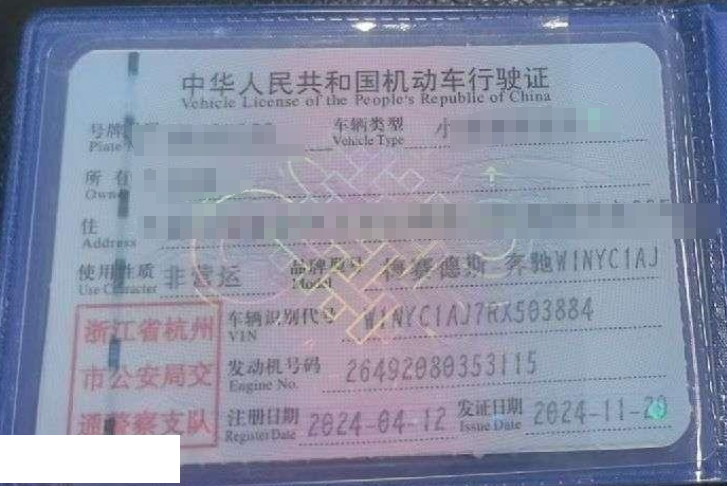 中华人民共和国机动车行驶证
Vehicle License of the People's Republic of China
号牌 车辆类型 小
Plate Vehicle Type
所有
Owner
住
Address
使用性质 非营运 品牌型号 梅赛德斯-奔驰W1NYC1AJ
Use Character Model
浙江省杭州
市公安局交
通警察支队
车辆识别代号 W1NYC1AJ7RX503884
VIN
发动机号码 26492080353115
Engine No.
注册日期 2024-04-12 发证日期 2024-11-20
Register Date Issue Date